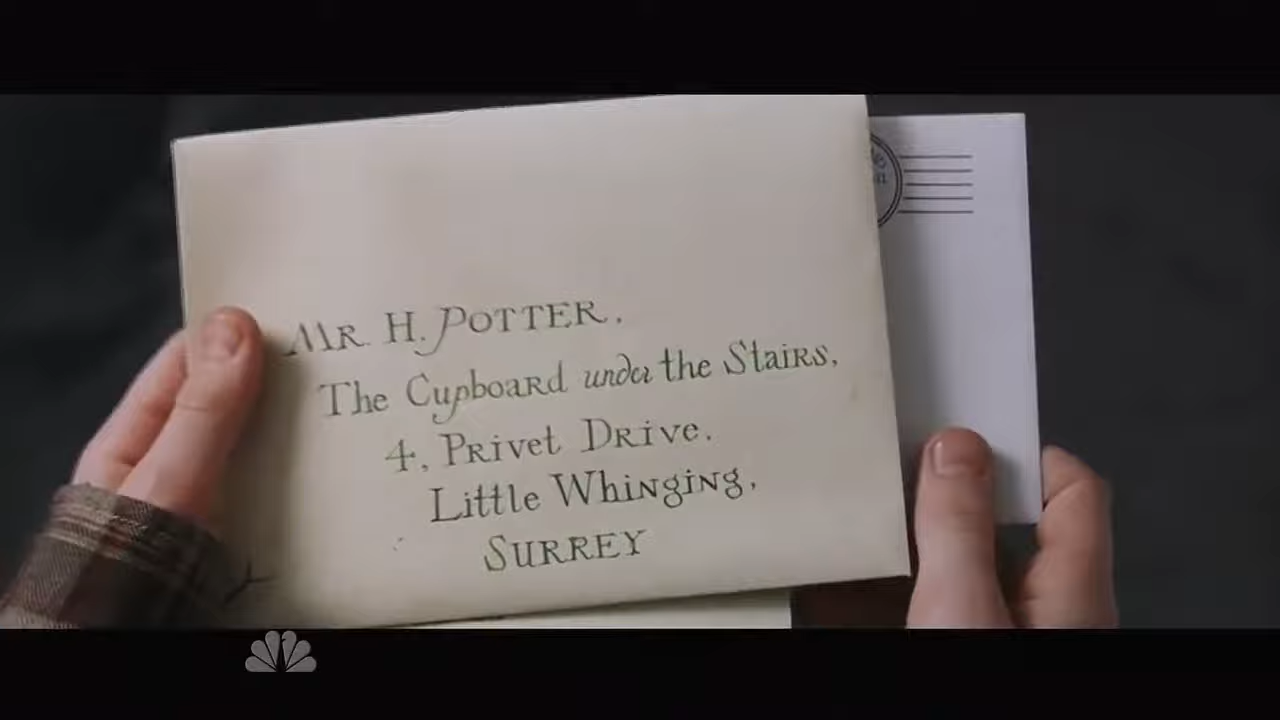 Mr. H. Potter,
The Cupboard under the Stairs,
4, Privet Drive,
Little Whinging,
SURREY